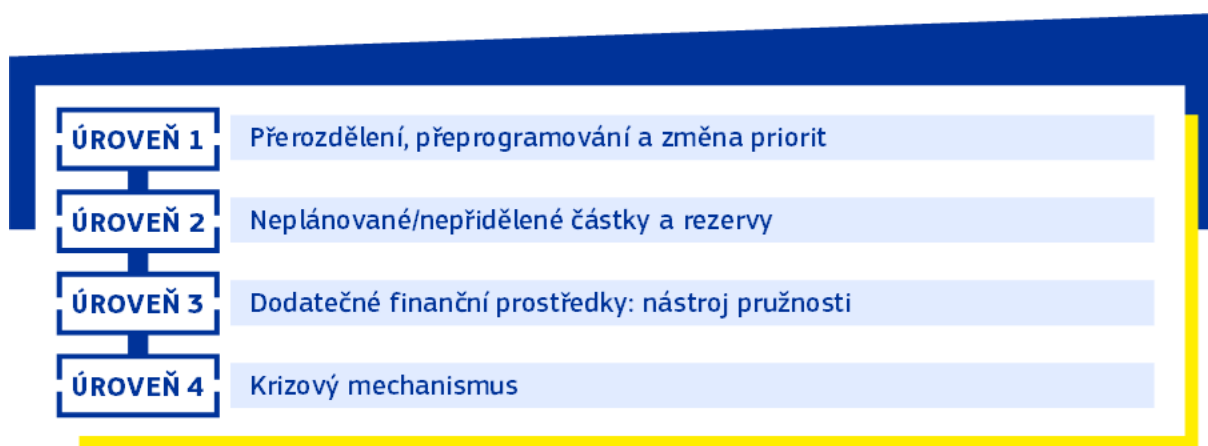 ÚROVEŇ 1 Přerozdělení, přeprogramování a změna priorit
ÚROVEŇ 2 Neplánované/nepřidělené částky a rezervy
ÚROVEŇ 3 Dodatečné finanční prostředky: nástroj pružnosti
ÚROVEŇ 4 Krizový mechanismus